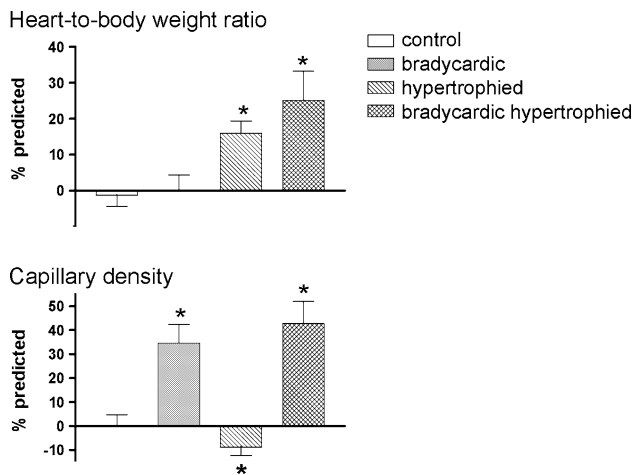 Heart-to-body weight ratio
control
bradycardic
hypertrophied
bradycardic hypertrophied
% predicted
40
30
20
10
0
*
*
Capillary density
% predicted
50
40
30
20
10
0
-10
*
*
*